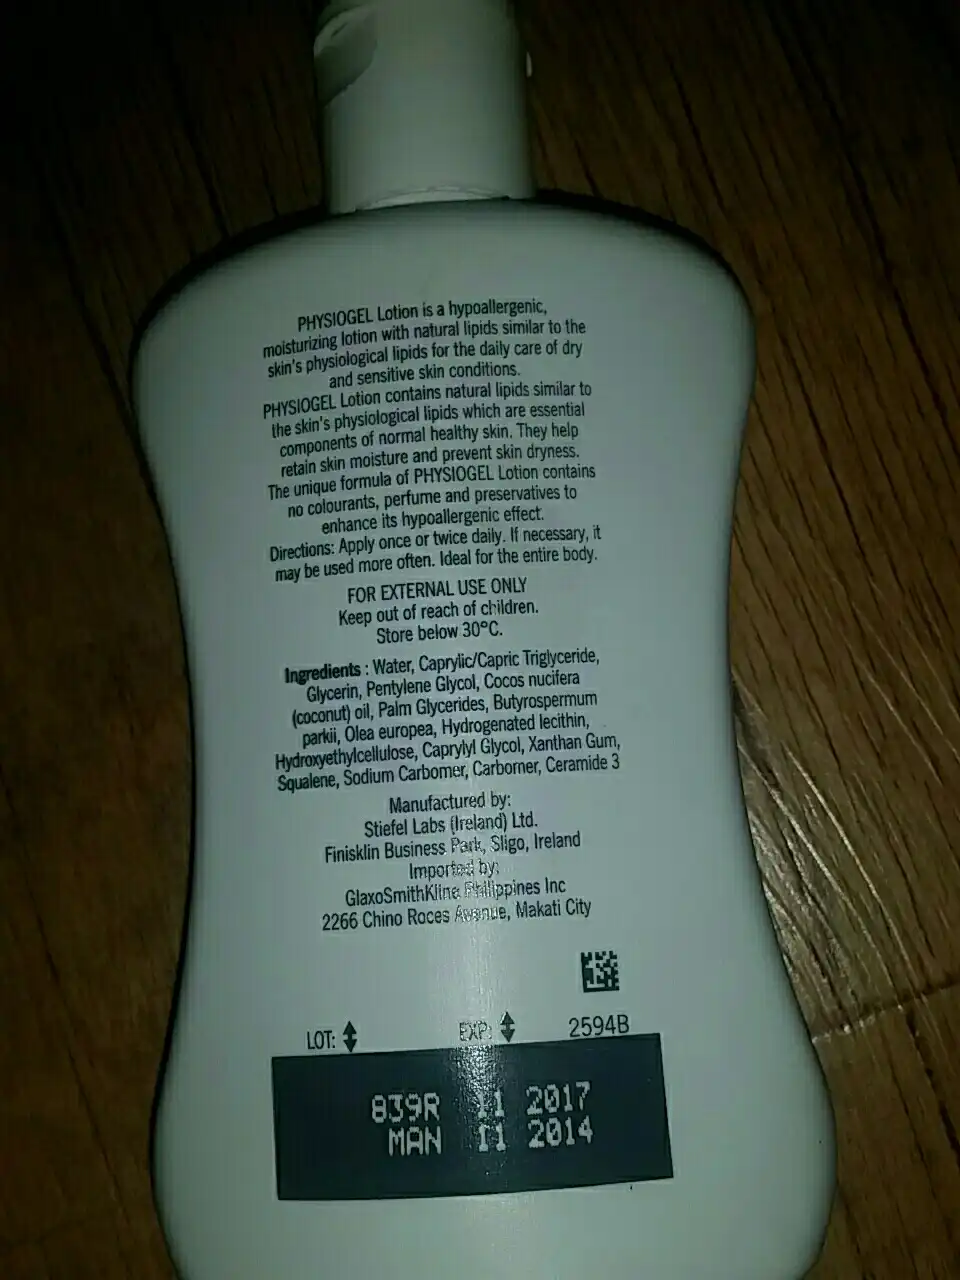 PHYSIOGEL Lotion is a hypoallergenic,
moisturizing lotion with natural lipids similar to the
skin's physiological lipids for the daily care of dry
and sensitive skin conditions.
PHYSIOGEL Lotion contains natural lipids similar to
the skin's physiological lipids which are essential
components of normal healthy skin. They help
retain skin moisture and prevent skin dryness.
The unique formula of PHYSIOGEL Lotion contains
no colourants, perfume and preservatives to
enhance its hypoallergenic effect.
Directions: Apply once or twice daily. If necessary, it
may be used more often. Ideal for the entire body.
FOR EXTERNAL USE ONLY
Keep out of reach of children.
Store below 30°C.
Ingredients : Water, Caprylic/Capric Triglyceride,
Glycerin, Pentylene Glycol, Cocos nucifera
(coconut) oil, Palm Glycerides, Butyrospermum
parkii, Olea europea, Hydrogenated lecithin,
Hydroxyethylcellulose, Caprylyl Glycol, Xanthan Gum,
Squalene, Sodium Carbomer, Carbomer, Ceramide 3
Manufactured by:
Stiefel Labs (Ireland) Ltd.
Finisklin Business Park, Sligo, Ireland
Imported by:
GlaxoSmithKline Philippines Inc
2266 Chino Roces Avenue, Makati City
LOT: EXP: 2594B
839R 11 2017
MAN 11 2014